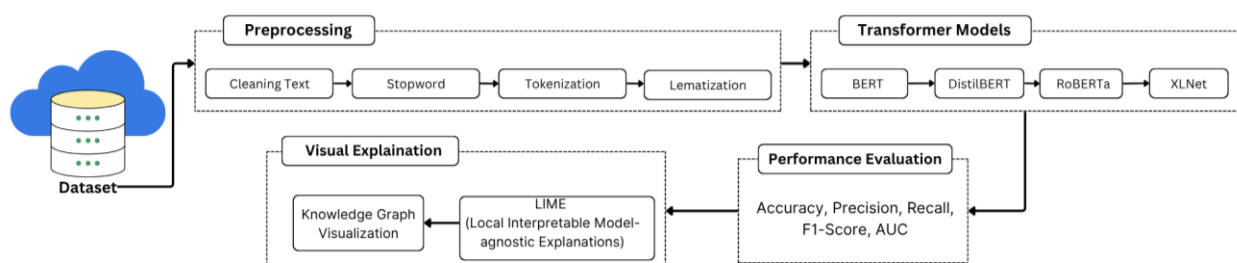 Preprocessing
Cleaning Text
Stopword
Tokenization
Lematization
Transformer Models
BERT
DistilBERT
RoBERTa
XLNet
Dataset
Visual Explaination
Knowledge Graph
Visualization
LIME
(Local Interpretable Model-
agnostic Explanations)
Performance Evaluation
Accuracy, Precision, Recall,
F1-Score, AUC